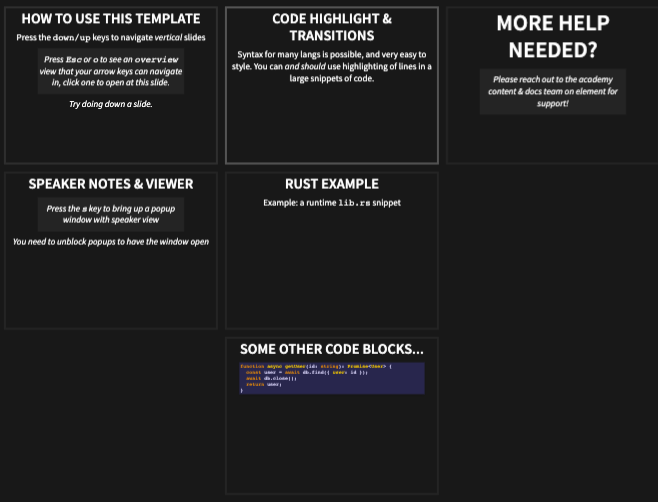 HOW TO USE THIS TEMPLATE
Press the down/up keys to navigate vertical slides
Press Esc or o to see an overview
view that your arrow keys can navigate
in, click one to open at this slide.
Try doing down a slide.
CODE HIGHLIGHT &
TRANSITIONS
Syntax for many langs is possible, and very easy to
style. You can and should use highlighting of lines in a
large snippets of code.
MORE HELP
NEEDED?
Please reach out to the academy
content & docs team on element for
support!
SPEAKER NOTES & VIEWER
Press the s key to bring up a popup
window with speaker view
You need to unblock popups to have the window open
RUST EXAMPLE
Example: a runtime lib.rs snippet
SOME OTHER CODE BLOCKS...
function async getUser(id: string): Promise<User> {
const user = await db.find({ user: id });
await db.close();
return user;
}